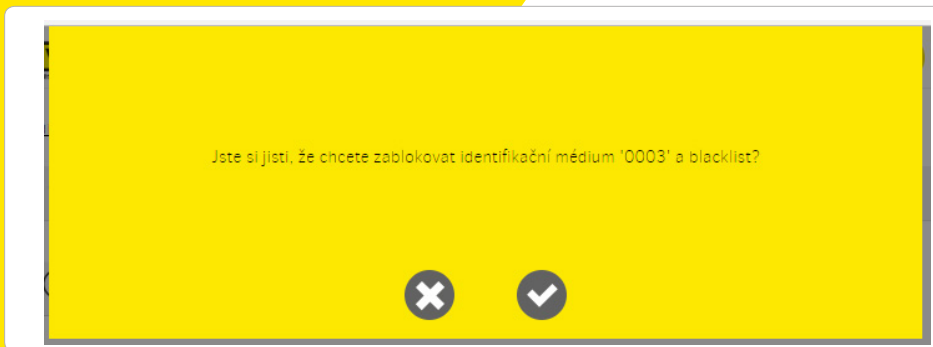 Jste si jisti, že chcete zablokovat identifikační médium '0003' a blacklist?